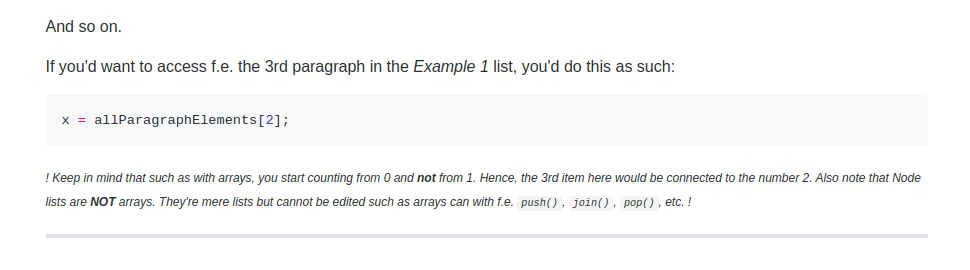 And so on.
If you'd want to access f.e. the 3rd paragraph in the Example 1 list, you'd do this as such:
x = allParagraphElements[2];
! Keep in mind that such as with arrays, you start counting from 0 and not from 1. Hence, the 3rd item here would be connected to the number 2. Also note that Node
lists are NOT arrays. They're mere lists but cannot be edited such as arrays can with f.e. push() , join() , pop() , etc. !